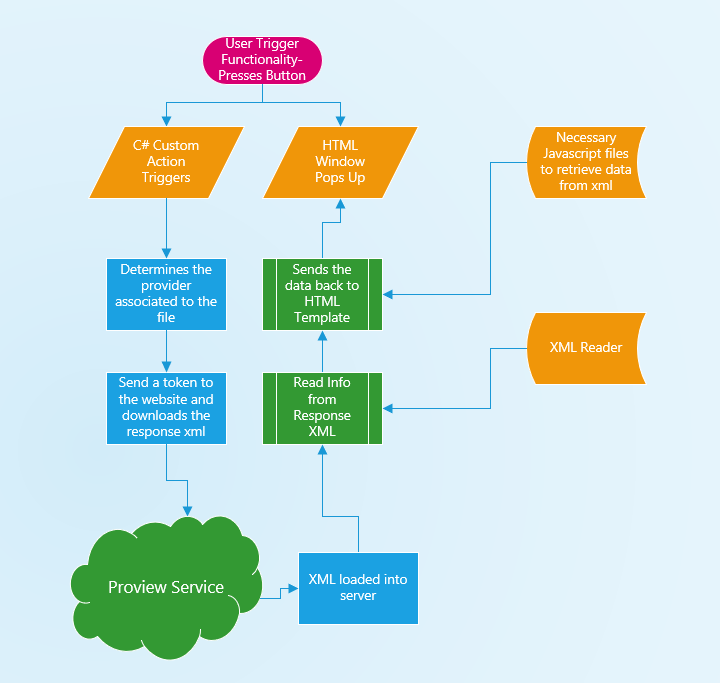 User Trigger
Functionality-
Presses Button
C# Custom
Action
Triggers
HTML
Window
Pops Up
Necessary
Javascript files
to retrieve data
from xml
Determines the
provider
associated to the
file
Sends the
data back to
HTML
Template
XML Reader
Send a token to
the website and
downloads the
response xml
Read Info
from
Response
XML
Proview Service
XML loaded into
server